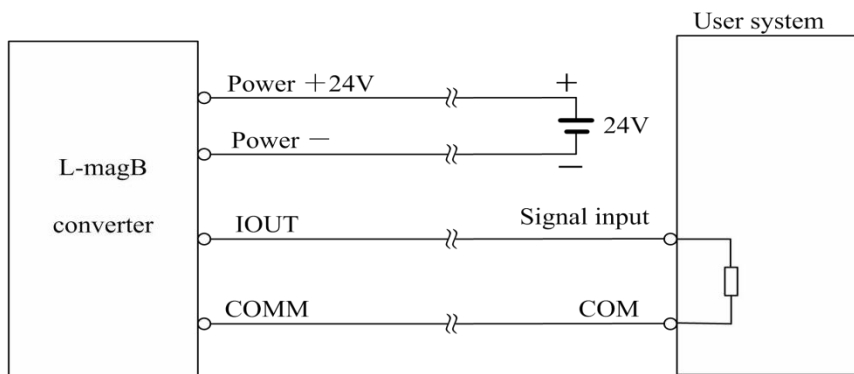 User system
Power ＋24V
+
24V
Power －
−
L-magB
converter
IOUT
Signal input
COMM
COM